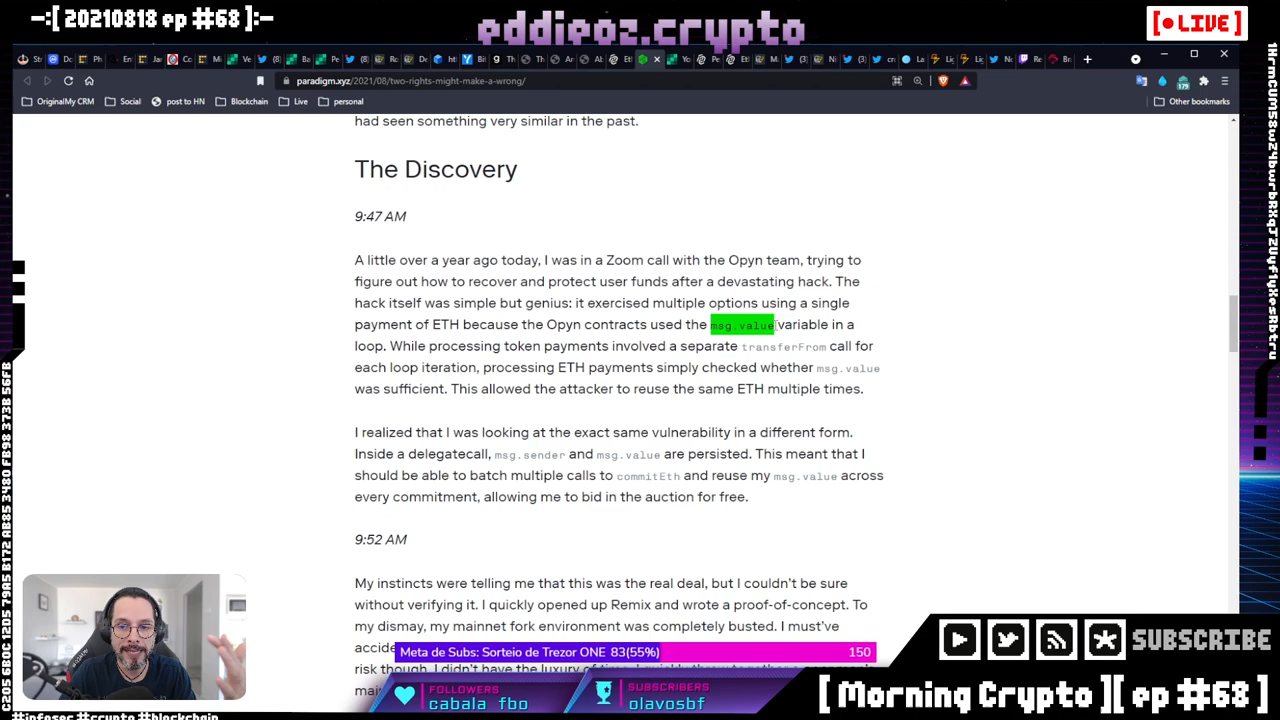 -:[ 20210818 ep #68 ]:-
eddieoz.crypto
[● LIVE ]
paradigm.xyz/2021/08/two-rights-might-make-a-wrong/
179
OriginalMy CRM
Social
post to HN
Blockchain
Live
personal
Other bookmarks
had seen something very similar in the past.
The Discovery
9:47 AM
A little over a year ago today, I was in a Zoom call with the Opyn team, trying to
figure out how to recover and protect user funds after a devastating hack. The
hack itself was simple but genius: it exercised multiple options using a single
payment of ETH because the Opyn contracts used the msg.value variable in a
loop. While processing token payments involved a separate transferFrom call for
each loop iteration, processing ETH payments simply checked whether msg.value
was sufficient. This allowed the attacker to reuse the same ETH multiple times.
I realized that I was looking at the exact same vulnerability in a different form.
Inside a delegatecall, msg.sender and msg.value are persisted. This meant that I
should be able to batch multiple calls to commitEth and reuse my msg.value across
every commitment, allowing me to bid in the auction for free.
9:52 AM
My instincts were telling me that this was the real deal, but I couldn't be sure
without verifying it. I quickly opened up Remix and wrote a proof-of-concept. To
my dismay, my mainnet fork environment was completely busted. I must've
Meta de Subs: Sorteio de Trezor ONE 83(55%)
150
FOLLOWERS
cabala_fbo
SUBSCRIBERS
olavosbf
SUBSCRIBE
[ Morning Crypto ][ ep #68 ]
#infosec #crypto #blockchain